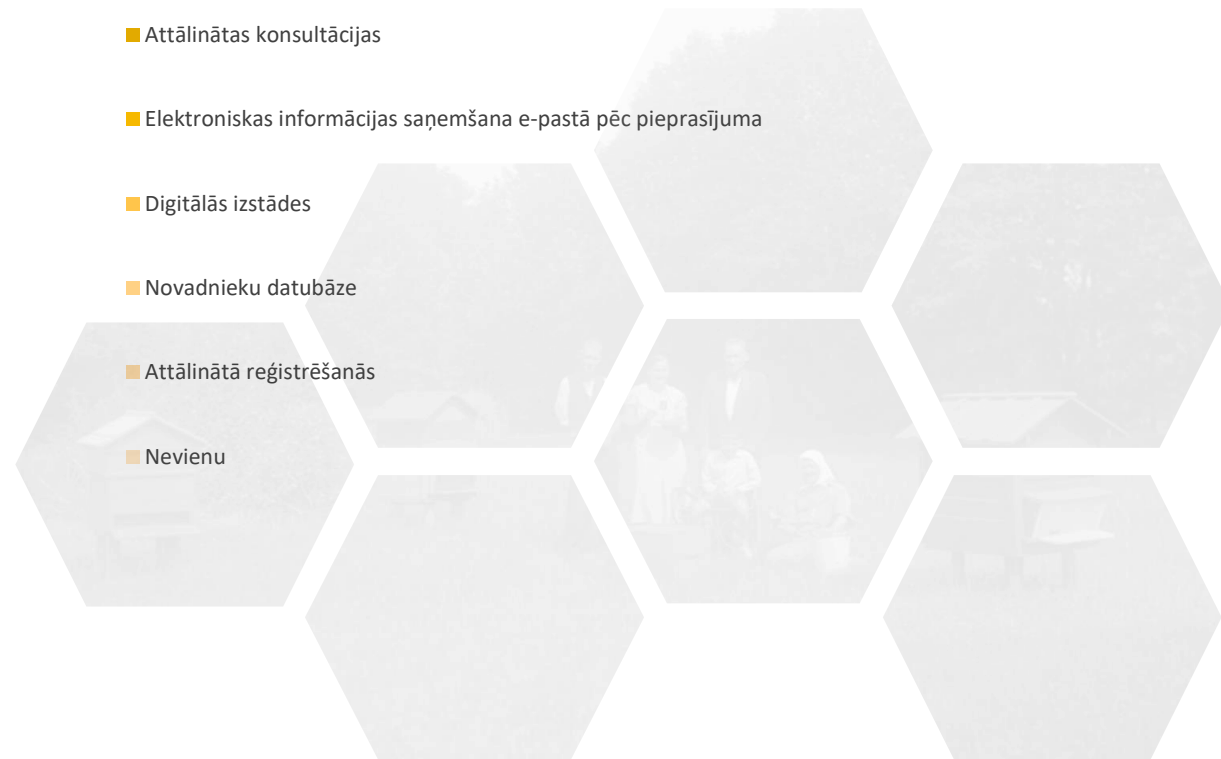 Attālinātas konsultācijas
Elektroniskas informācijas saņemšana e-pastā pēc pieprasījuma
Digitālās izstādes
Novadnieku datubāze
Attālinātā reģistrēšanās
Nevienu